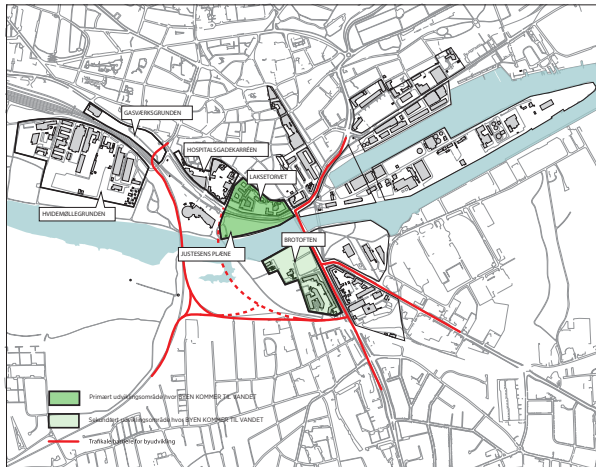 GASVÆRKSGRUNDEN
HOSPITALSGADEKARRÉEN
LAKSETORVET
HVIDEMØLLEGRUNDEN
JUSTESENS PLÆNE
BROTOFTEN
Primært udviklingsområde hvor BYEN KOMMER TIL VANDET
Sekundært udviklingsområde hvor BYEN KOMMER TIL VANDET
Trafikale barriere for byudvikling